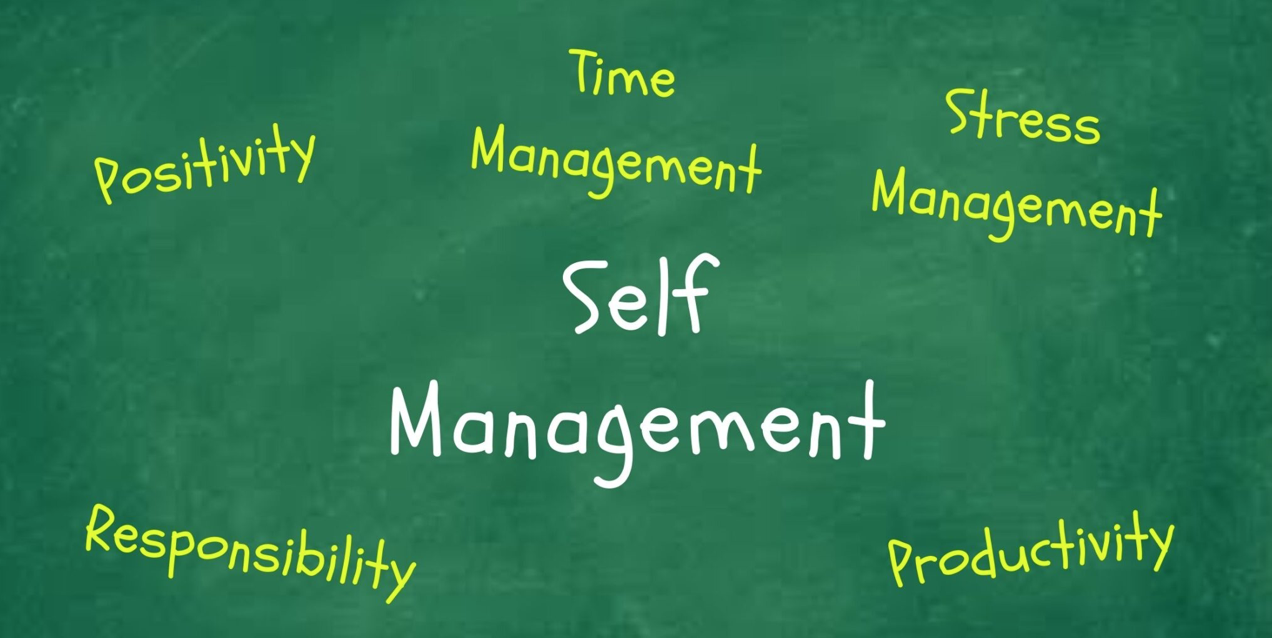 Positivity
Time
Management
Stress
Management
Self
Management
Responsibility
Productivity